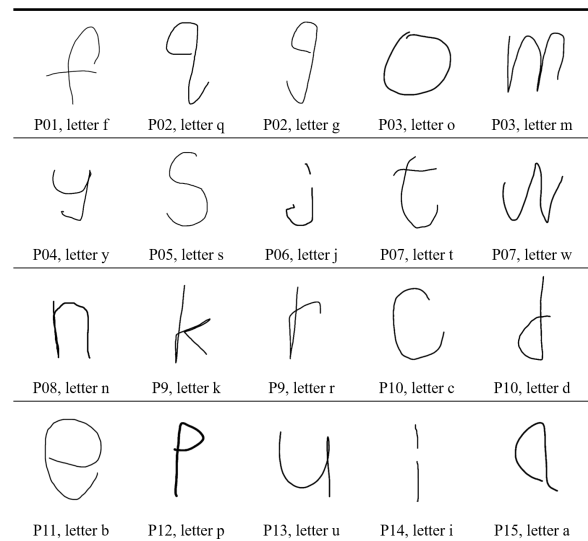 f q g o m
P01, letter f P02, letter q P02, letter g P03, letter o P03, letter m
y s j t w
P04, letter y P05, letter s P06, letter j P07, letter t P07, letter w
n k r c d
P08, letter n P9, letter k P9, letter r P10, letter c P10, letter d
e p u i a
P11, letter b P12, letter p P13, letter u P14, letter i P15, letter a